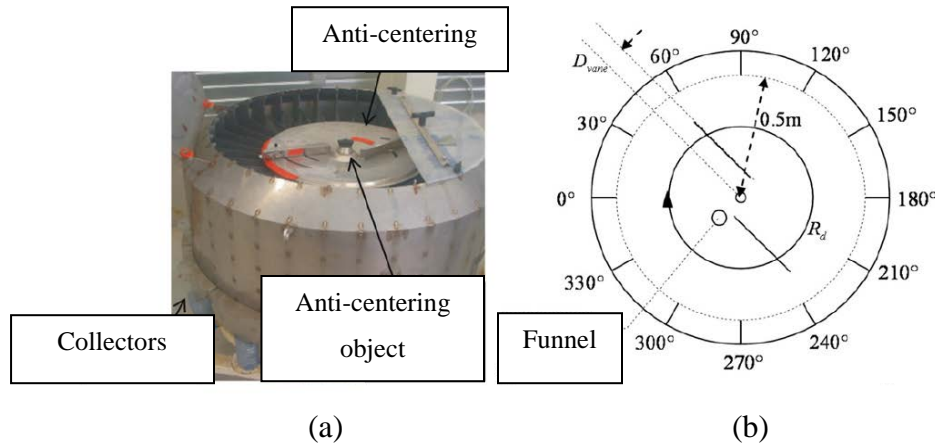 Anti-centering
Collectors
Anti-centering
object
(a)
D_vane
0°
30°
60°
90°
120°
150°
180°
210°
240°
270°
300°
330°
0.5m
R_d
Funnel
(b)